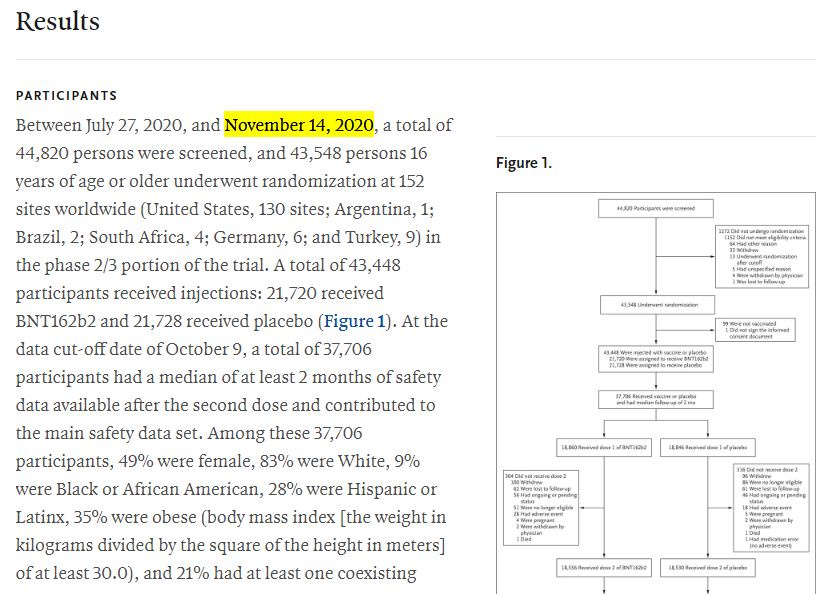 Results
PARTICIPANTS
Between July 27, 2020, and November 14, 2020, a total of
44,820 persons were screened, and 43,548 persons 16
years of age or older underwent randomization at 152
sites worldwide (United States, 130 sites; Argentina, 1;
Brazil, 2; South Africa, 4; Germany, 6; and Turkey, 9) in
the phase 2/3 portion of the trial. A total of 43,448
participants received injections: 21,720 received
BNT162b2 and 21,728 received placebo (Figure 1). At the
data cut-off date of October 9, a total of 37,706
participants had a median of at least 2 months of safety
data available after the second dose and contributed to
the main safety data set. Among these 37,706
participants, 49% were female, 83% were White, 9%
were Black or African American, 28% were Hispanic or
Latinx, 35% were obese (body mass index [the weight in
kilograms divided by the square of the height in meters]
of at least 30.0), and 21% had at least one coexisting
Figure 1.
44,820 Participants were screened
1272 Did not undergo randomization
1152 Did not meet eligibility criteria
64 Had other reason
33 Withdrew
13 Underwent randomization
after cutoff
5 Had unspecified reason
4 Were withdrawn by physician
1 Was lost to follow-up
43,548 Underwent randomization
99 Were not vaccinated
1 Did not sign the informed
consent document
43,448 Were injected with vaccine or placebo
21,720 Were assigned to receive BNT162b2
21,728 Were assigned to receive placebo
37,706 Received vaccine or placebo
and had median follow-up of 2 mo
18,860 Received dose 1 of BNT162b2
18,846 Received dose 1 of placebo
304 Did not receive dose 2
100 Withdrew
62 Were lost to follow-up
56 Had ongoing or pending
status
51 Were no longer eligible
28 Had adverse event
4 Were pregnant
2 Were withdrawn by
physician
1 Died
316 Did not receive dose 2
96 Withdrew
86 Were no longer eligible
61 Were lost to follow-up
46 Had ongoing or pending
status
18 Had adverse event
5 Were pregnant
2 Were withdrawn by
physician
1 Died
1 Had medication error
(no adverse event)
18,556 Received dose 2 of BNT162b2
18,530 Received dose 2 of placebo